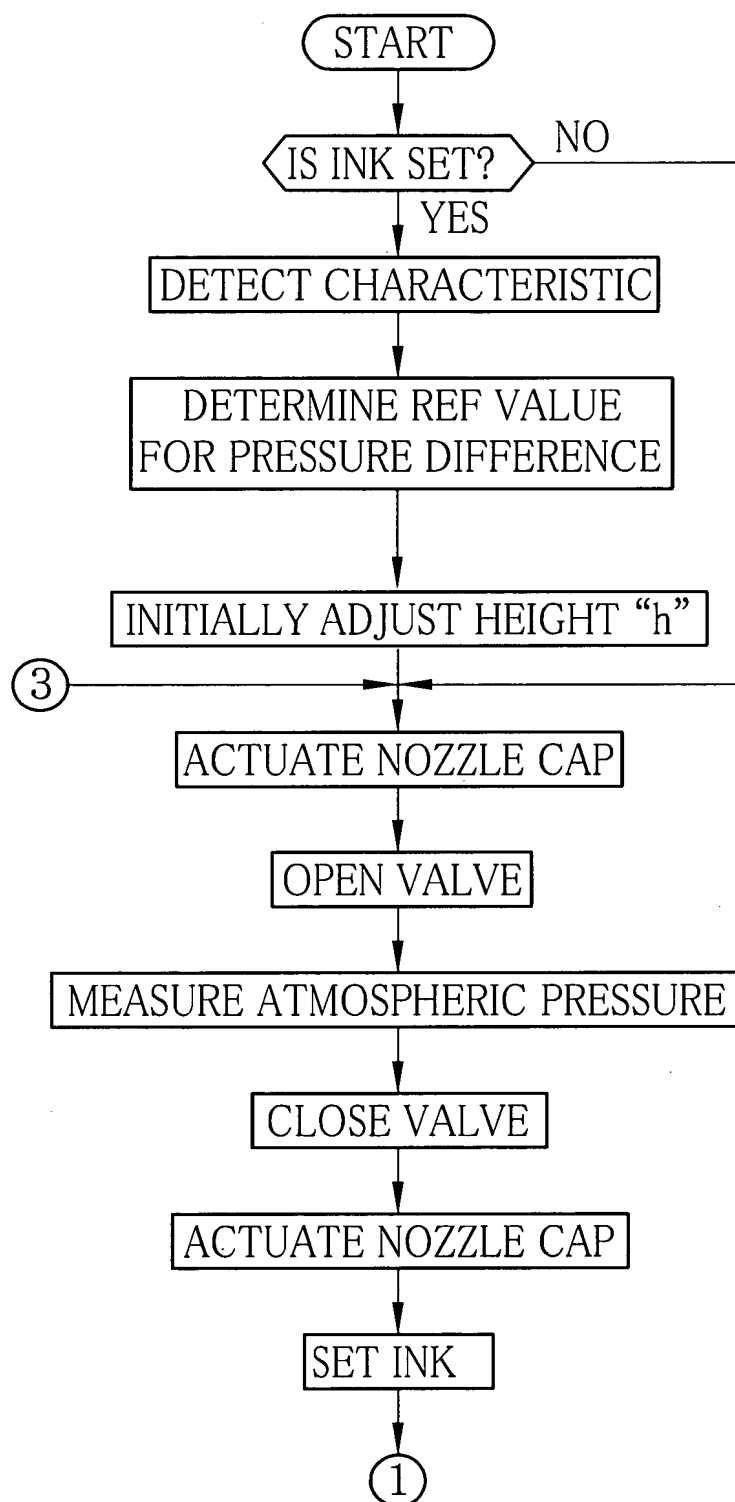 START
IS INK SET?
NO
YES
DETECT CHARACTERISTIC
DETERMINE REF VALUE
FOR PRESSURE DIFFERENCE
INITIALLY ADJUST HEIGHT “h”
3
ACTUATE NOZZLE CAP
OPEN VALVE
MEASURE ATMOSPHERIC PRESSURE
CLOSE VALVE
ACTUATE NOZZLE CAP
SET INK
1